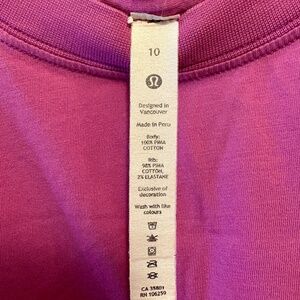 10
Designed in
Vancouver
Made in Peru
Body:
100% PIMA
COTTON
Rib:
98% PIMA
COTTON,
2% ELASTANE
Exclusive of
decoration
Wash with like
colours
CA 35801
RN 106259